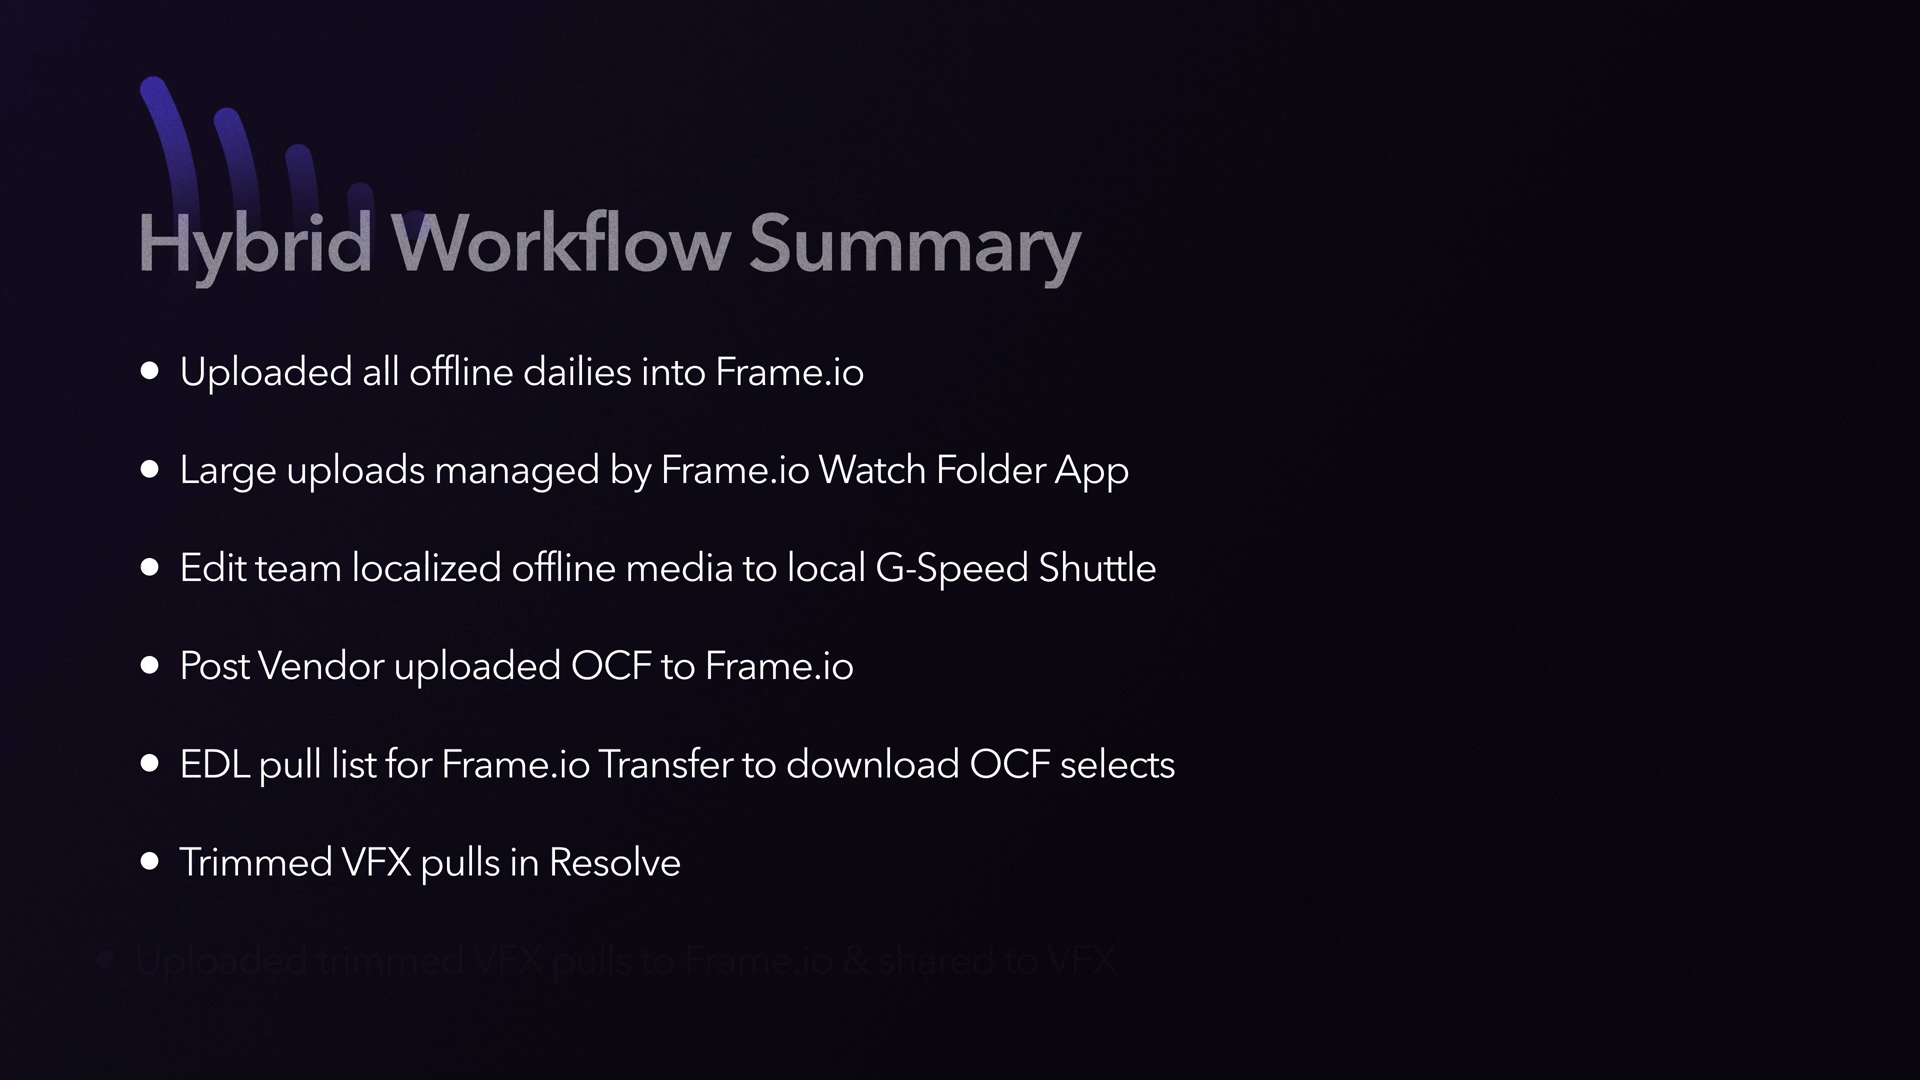 Hybrid Workflow Summary
• Uploaded all offline dailies into Frame.io
• Large uploads managed by Frame.io Watch Folder App
• Edit team localized offline media to local G-Speed Shuttle
• Post Vendor uploaded OCF to Frame.io
• EDL pull list for Frame.io Transfer to download OCF selects
• Trimmed VFX pulls in Resolve
• Uploaded trimmed VFX pulls to Frame.io & shared to VFX